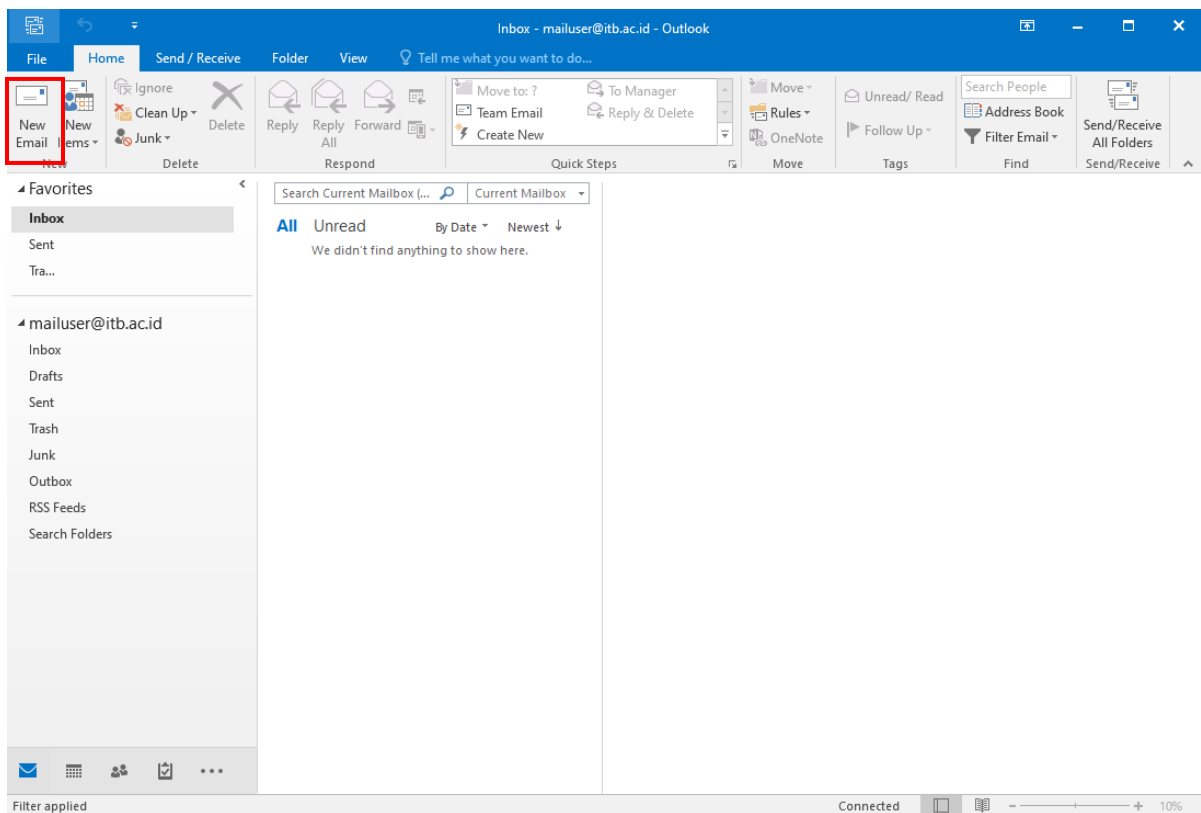 Inbox - mailuser@itb.ac.id - Outlook
File Home Send / Receive Folder View Tell me what you want to do...
New Email
New Items
Ignore
Clean Up
Junk
Delete
Reply
Reply All
Forward
Move to: ?
Team Email
Create New
To Manager
Reply & Delete
Move
Rules
OneNote
Unread/ Read
Follow Up
Search People
Address Book
Filter Email
Send/Receive All Folders
New Delete Respond Quick Steps Move Tags Find Send/Receive
Favorites
Inbox
Sent
Tra...
mailuser@itb.ac.id
Inbox
Drafts
Sent
Trash
Junk
Outbox
RSS Feeds
Search Folders
Search Current Mailbox (... Current Mailbox
All Unread By Date Newest
We didn't find anything to show here.
Filter applied Connected 10%